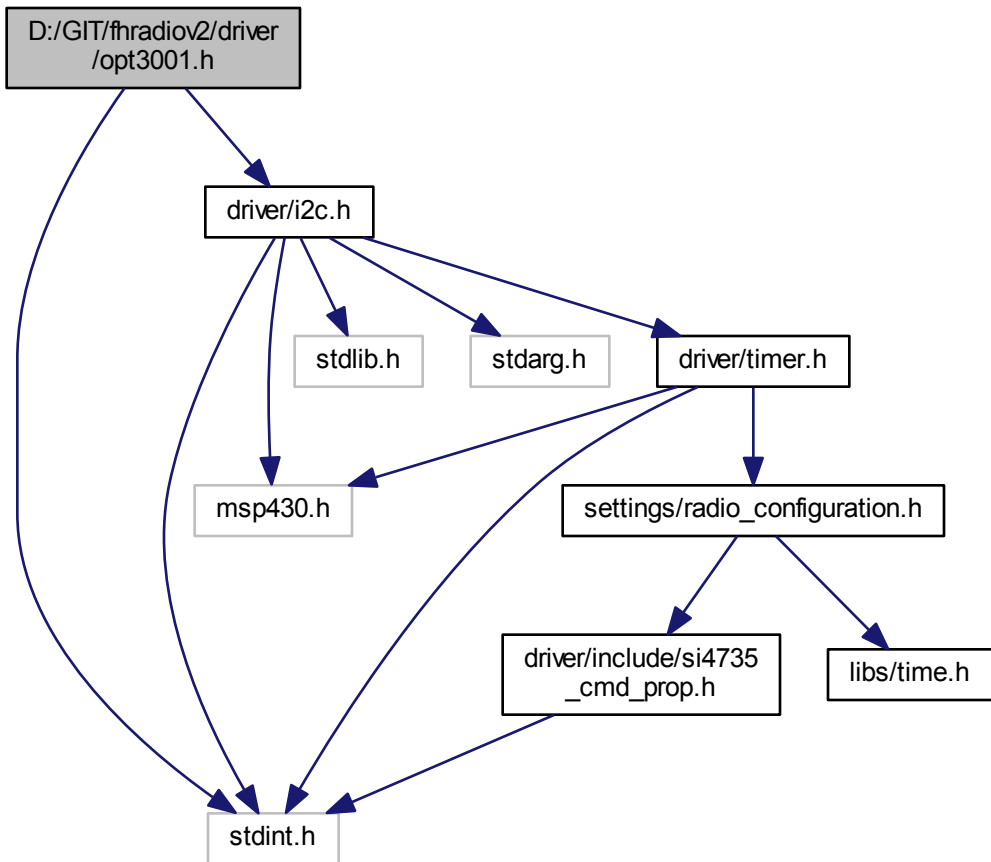 D:/GIT/fhradiov2/driver
/opt3001.h
driver/i2c.h
stdlib.h
stdarg.h
driver/timer.h
msp430.h
settings/radio_configuration.h
driver/include/si4735
_cmd_prop.h
libs/time.h
stdint.h